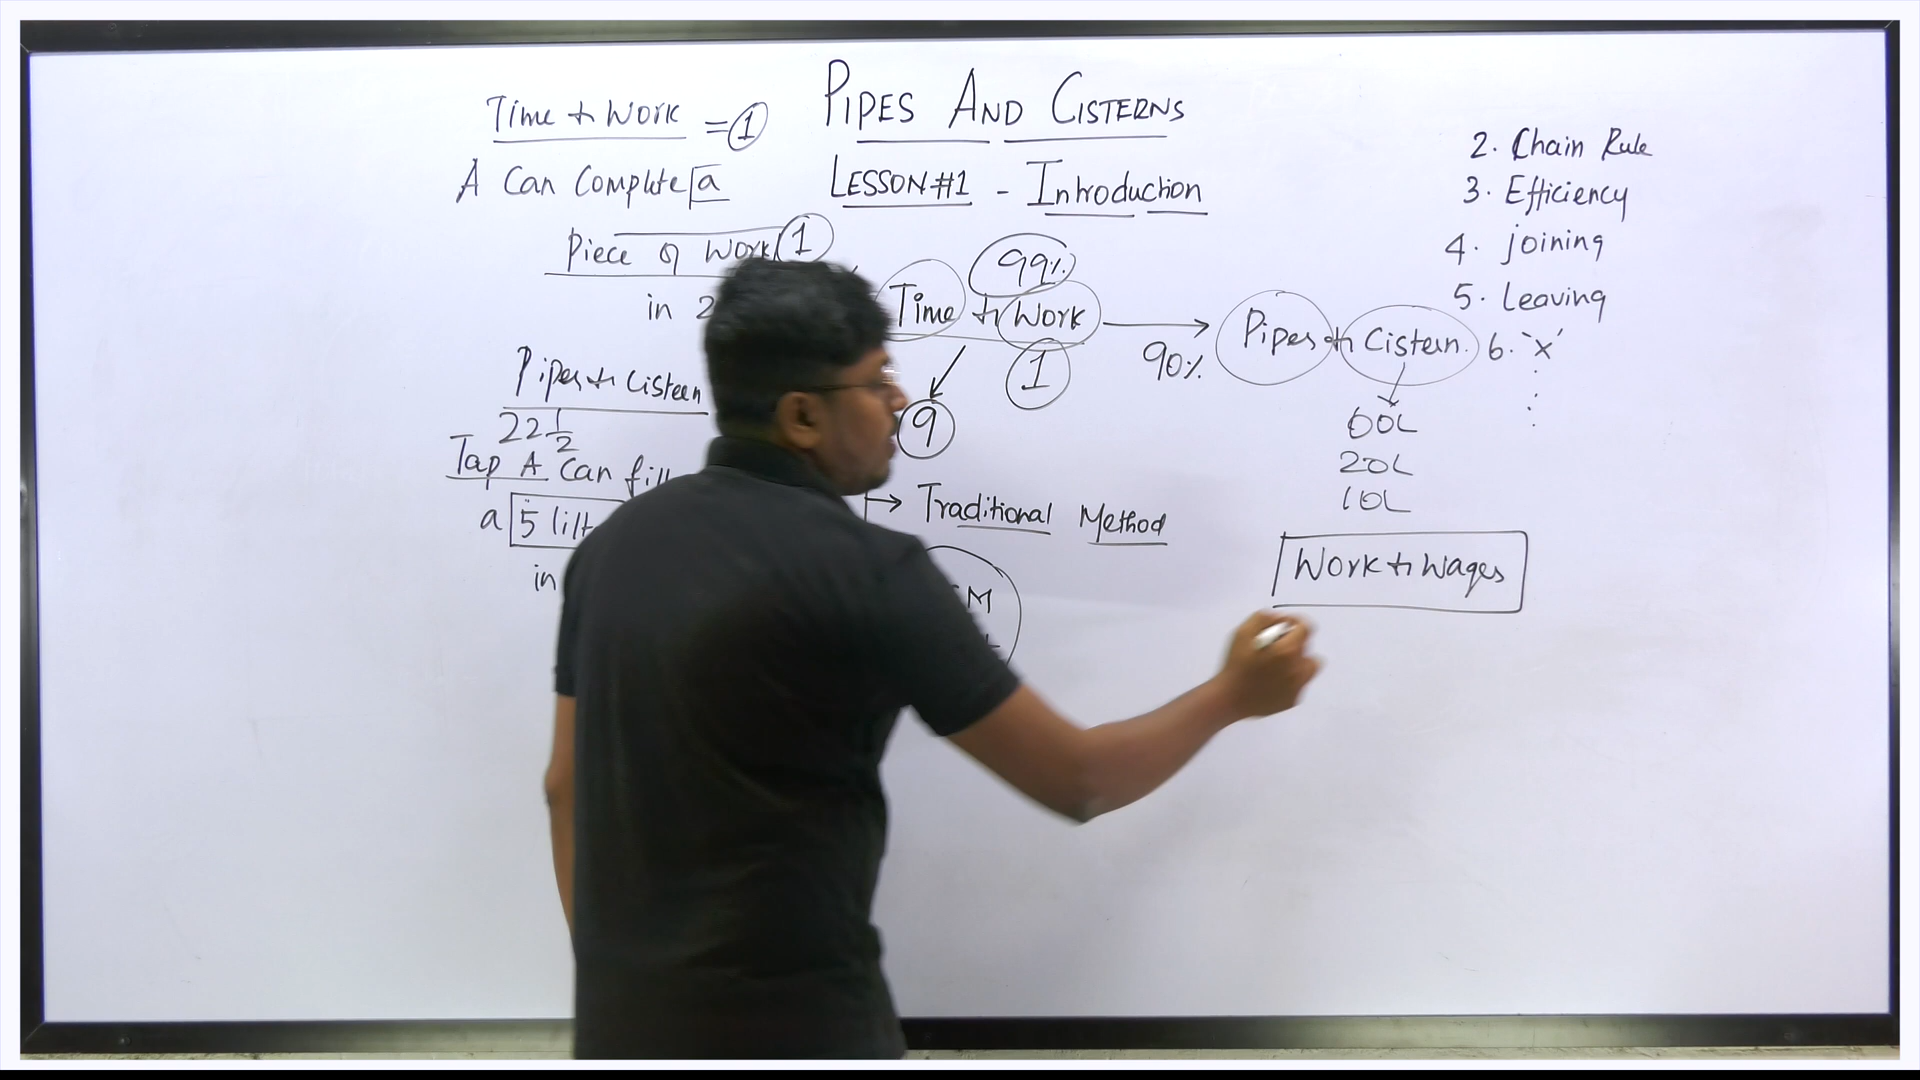 PIPES AND CISTERNS
LESSON #1 - Introduction
Time & Work = 1
A Can Complete a
Piece of Work 1
in 2
Pipes & Cistern
22 1/2
Tap A Can fill
a 5 litt
in
99%
Time & Work
9
1
90%
Pipes & Cistern.
60L
20L
10L
Traditional Method
Work & Wages
2. Chain Rule
3. Efficiency
4. joining
5. Leaving
6. 'x'